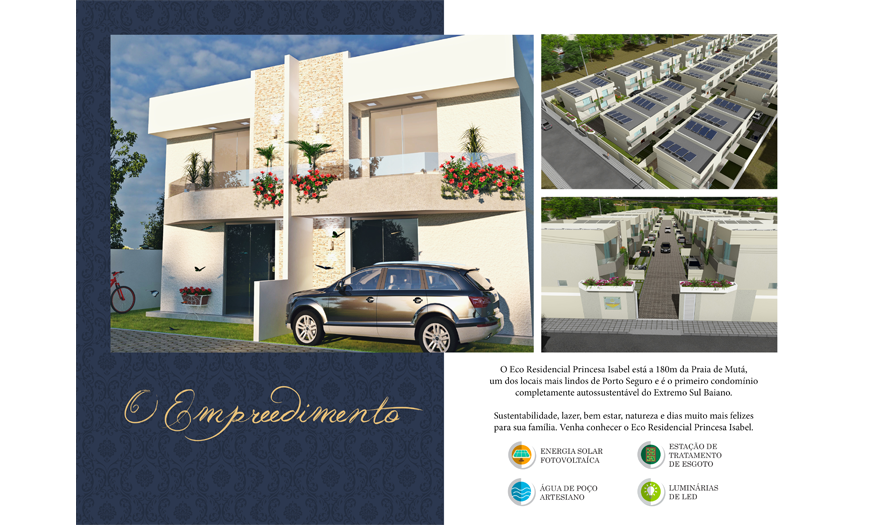 O Empreedimento
O Eco Residencial Princesa Isabel está a 180m da Praia de Mutá,
um dos locais mais lindos de Porto Seguro e é o primeiro condomínio
completamente autossustentável do Extremo Sul Baiano.
Sustentabilidade, lazer, bem estar, natureza e dias muito mais felizes
para sua família. Venha conhecer o Eco Residencial Princesa Isabel.
ENERGIA SOLAR
FOTOVOLTAÍCA
ESTAÇÃO DE
TRATAMENTO
DE ESGOTO
ÁGUA DE POÇO
ARTESIANO
LUMINÁRIAS
DE LED